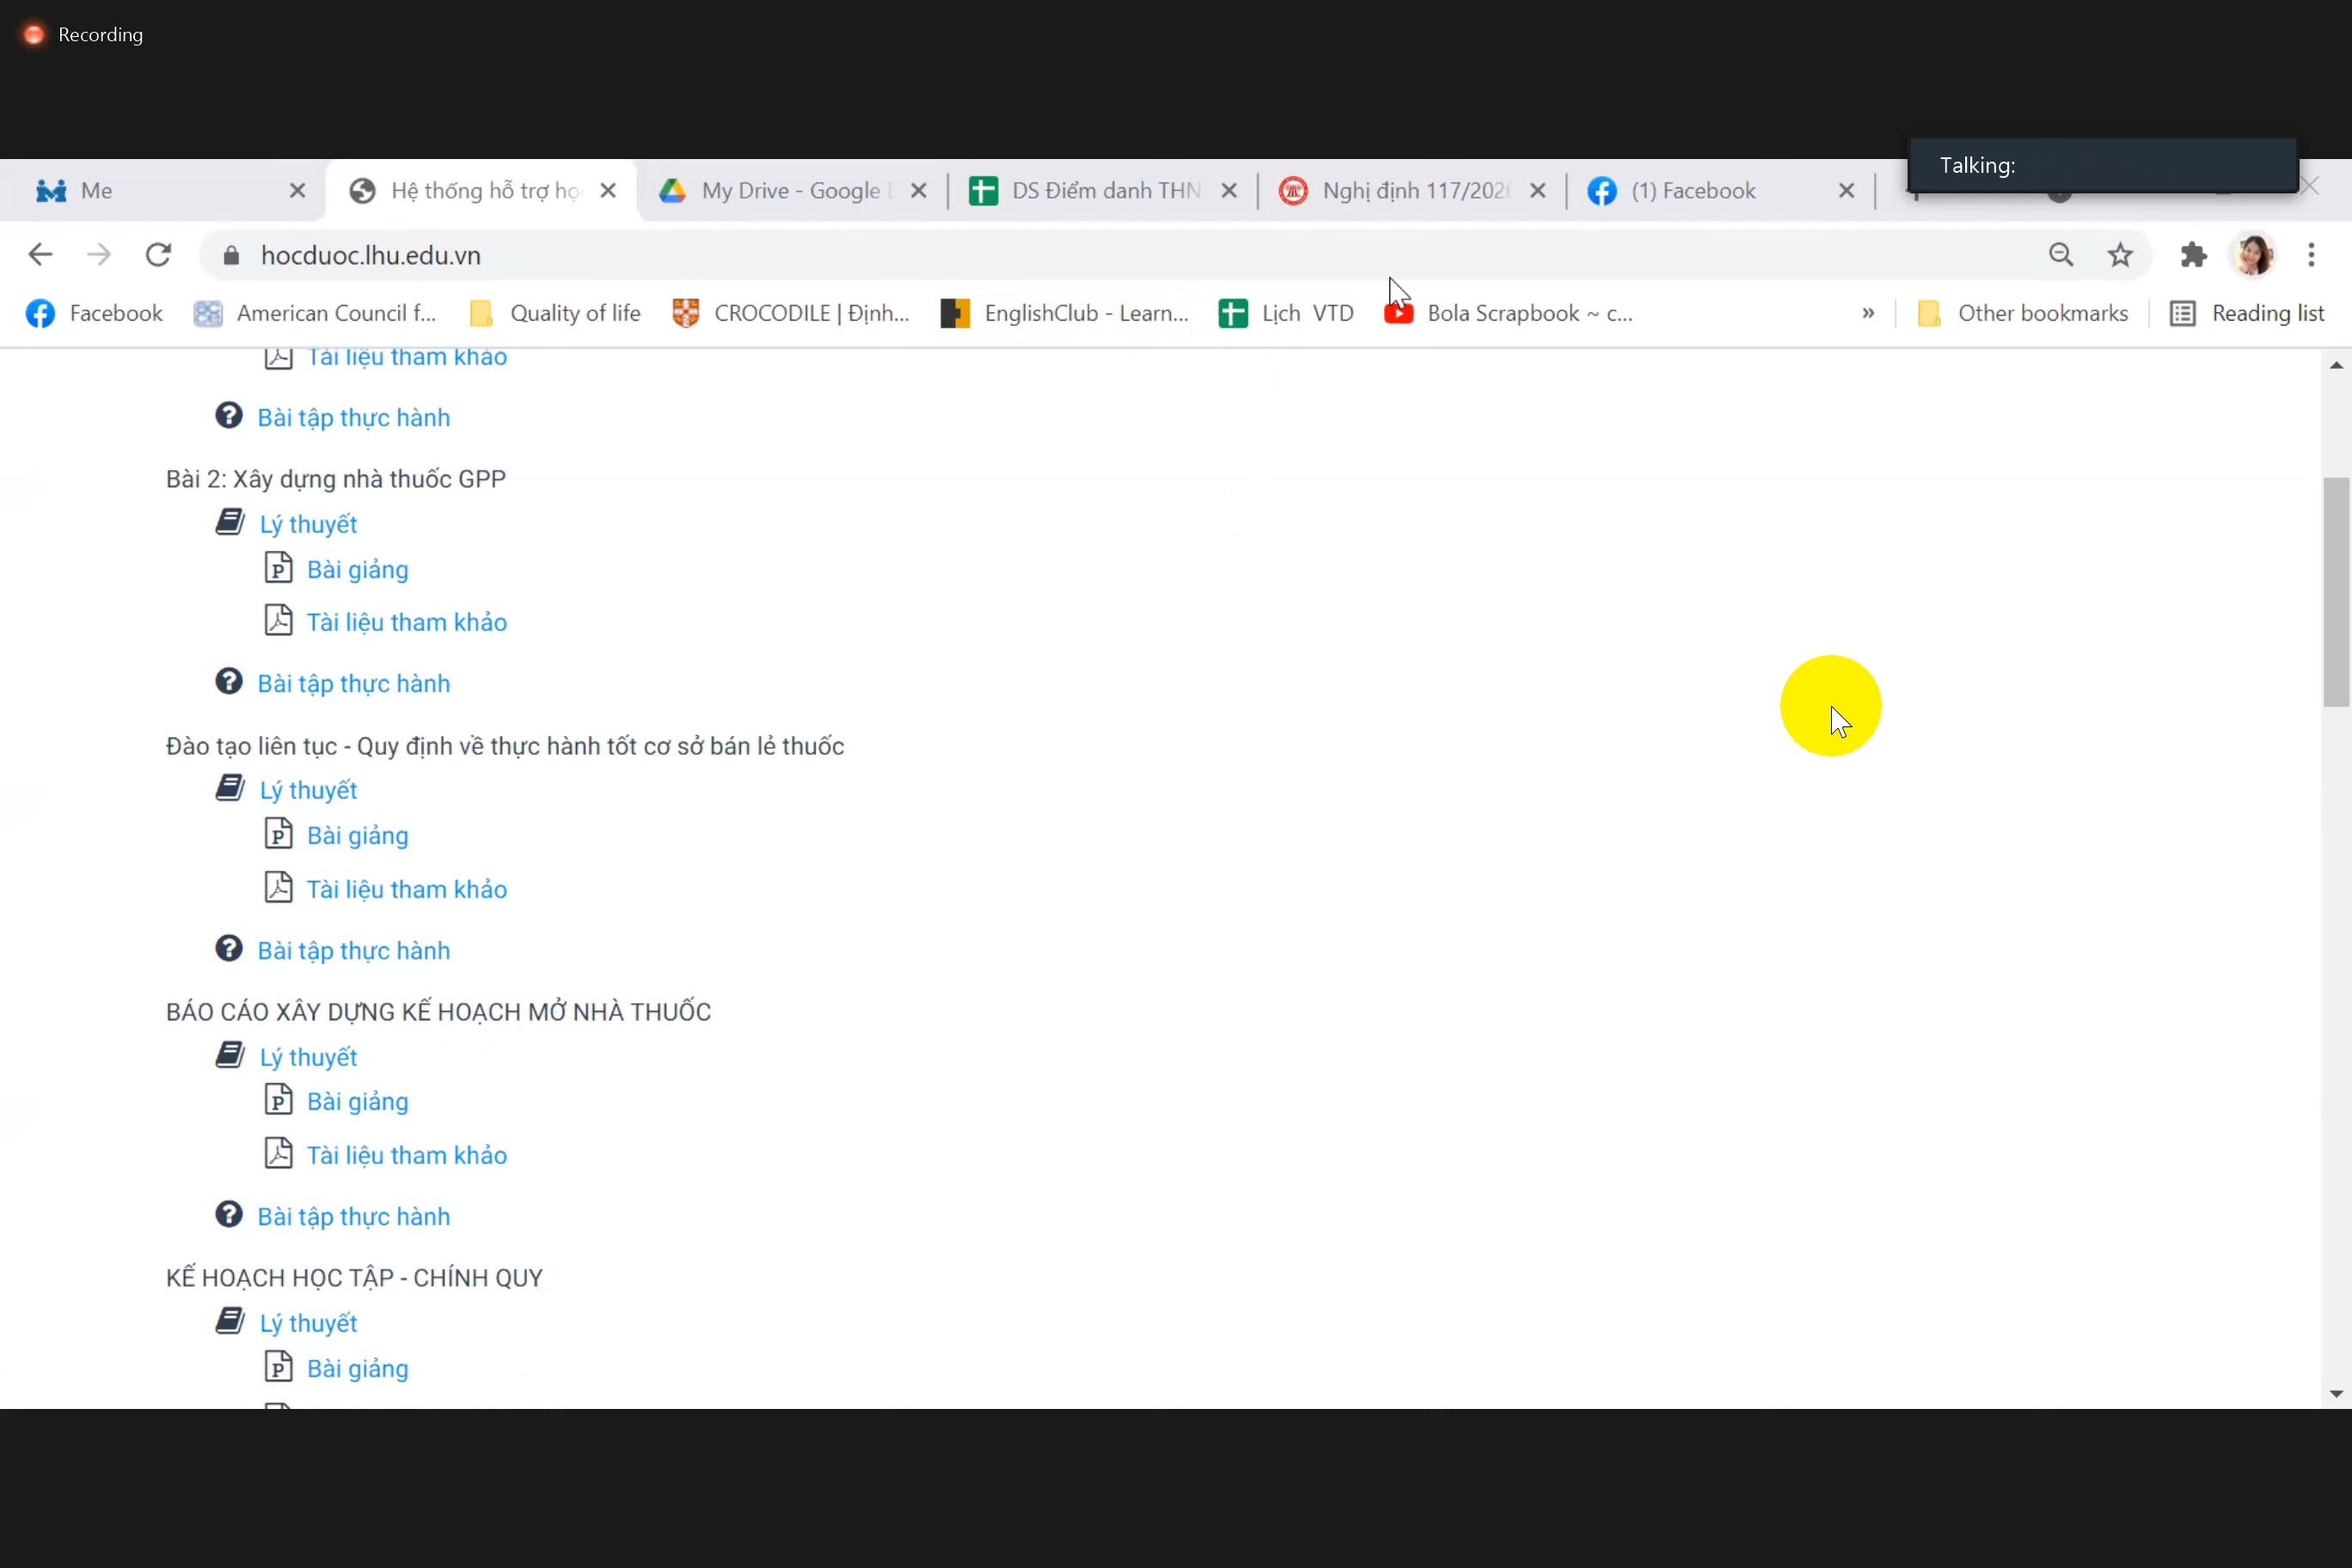 Recording
Talking:
Me
Hệ thống hỗ trợ họ
My Drive - Google
DS Điểm danh THN
Nghị định 117/202
(1) Facebook
hocduoc.lhu.edu.vn
Facebook
American Council f...
Quality of life
CROCODILE | Định...
EnglishClub - Learn...
Lịch VTD
Bola Scrapbook ~ c...
»
Other bookmarks
Reading list
Tài liệu tham khảo
Bài tập thực hành
Bài 2: Xây dựng nhà thuốc GPP
Lý thuyết
Bài giảng
Tài liệu tham khảo
Bài tập thực hành
Đào tạo liên tục - Quy định về thực hành tốt cơ sở bán lẻ thuốc
Lý thuyết
Bài giảng
Tài liệu tham khảo
Bài tập thực hành
BÁO CÁO XÂY DỰNG KẾ HOẠCH MỞ NHÀ THUỐC
Lý thuyết
Bài giảng
Tài liệu tham khảo
Bài tập thực hành
KẾ HOẠCH HỌC TẬP - CHÍNH QUY
Lý thuyết
Bài giảng